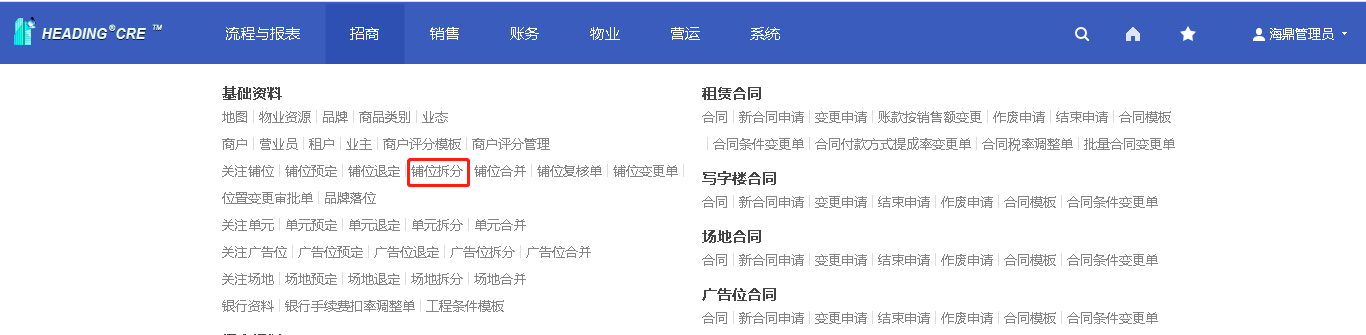 HEADING®CRE ™ 流程与报表 招商 销售 账务 物业 营运 系统 海鼎管理员
基础资料
地图 | 物业资源 | 品牌 | 商品类别 | 业态
商户 | 营业员 | 租户 | 业主 | 商户评分模板 | 商户评分管理
关注铺位 | 铺位预定 | 铺位退定 | 铺位拆分 | 铺位合并 | 铺位复核单 | 铺位变更单 |
位置变更审批单 | 品牌落位
关注单元 | 单元预定 | 单元退定 | 单元拆分 | 单元合并
关注广告位 | 广告位预定 | 广告位退定 | 广告位拆分 | 广告位合并
关注场地 | 场地预定 | 场地退定 | 场地拆分 | 场地合并
银行资料 | 银行手续费扣率调整单 | 工程条件模板
租赁合同
合同 | 新合同申请 | 变更申请 | 账款按销售额变更 | 作废申请 | 结束申请 | 合同模板
| 合同条件变更单 | 合同付款方式提成率变更单 | 合同税率调整单 | 批量合同变更单
写字楼合同
合同 | 新合同申请 | 变更申请 | 结束申请 | 作废申请 | 合同模板 | 合同条件变更单
场地合同
合同 | 新合同申请 | 变更申请 | 结束申请 | 作废申请 | 合同模板 | 合同条件变更单
广告位合同
合同 | 新合同申请 | 变更申请 | 结束申请 | 作废申请 | 合同模板 | 合同条件变更单